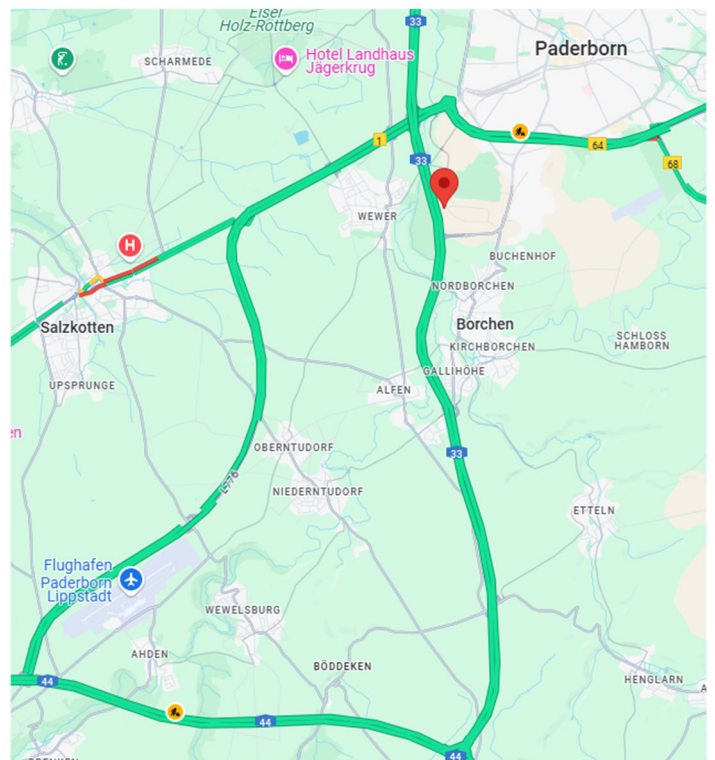 Eiser
Holz-Rottberg
33
Paderborn
SCHARMEDE
Hotel Landhaus
Jägerkrug
1
64
33
68
WEWER
H
BUCHENHOF
NORDBORCHEN
Salzkotten
Borchen
SCHLOSS
HAMBORN
KIRCHBORCHEN
GALLIHÖHE
UPSPRUNGE
ALFEN
en
OBERNTUDORF
33
L776
NIEDERNTUDORF
ETTELN
Flughafen
Paderborn
Lippstadt
WEWELSBURG
AHDEN
BÖDDEKEN
44
HENGLARN
A
44
44